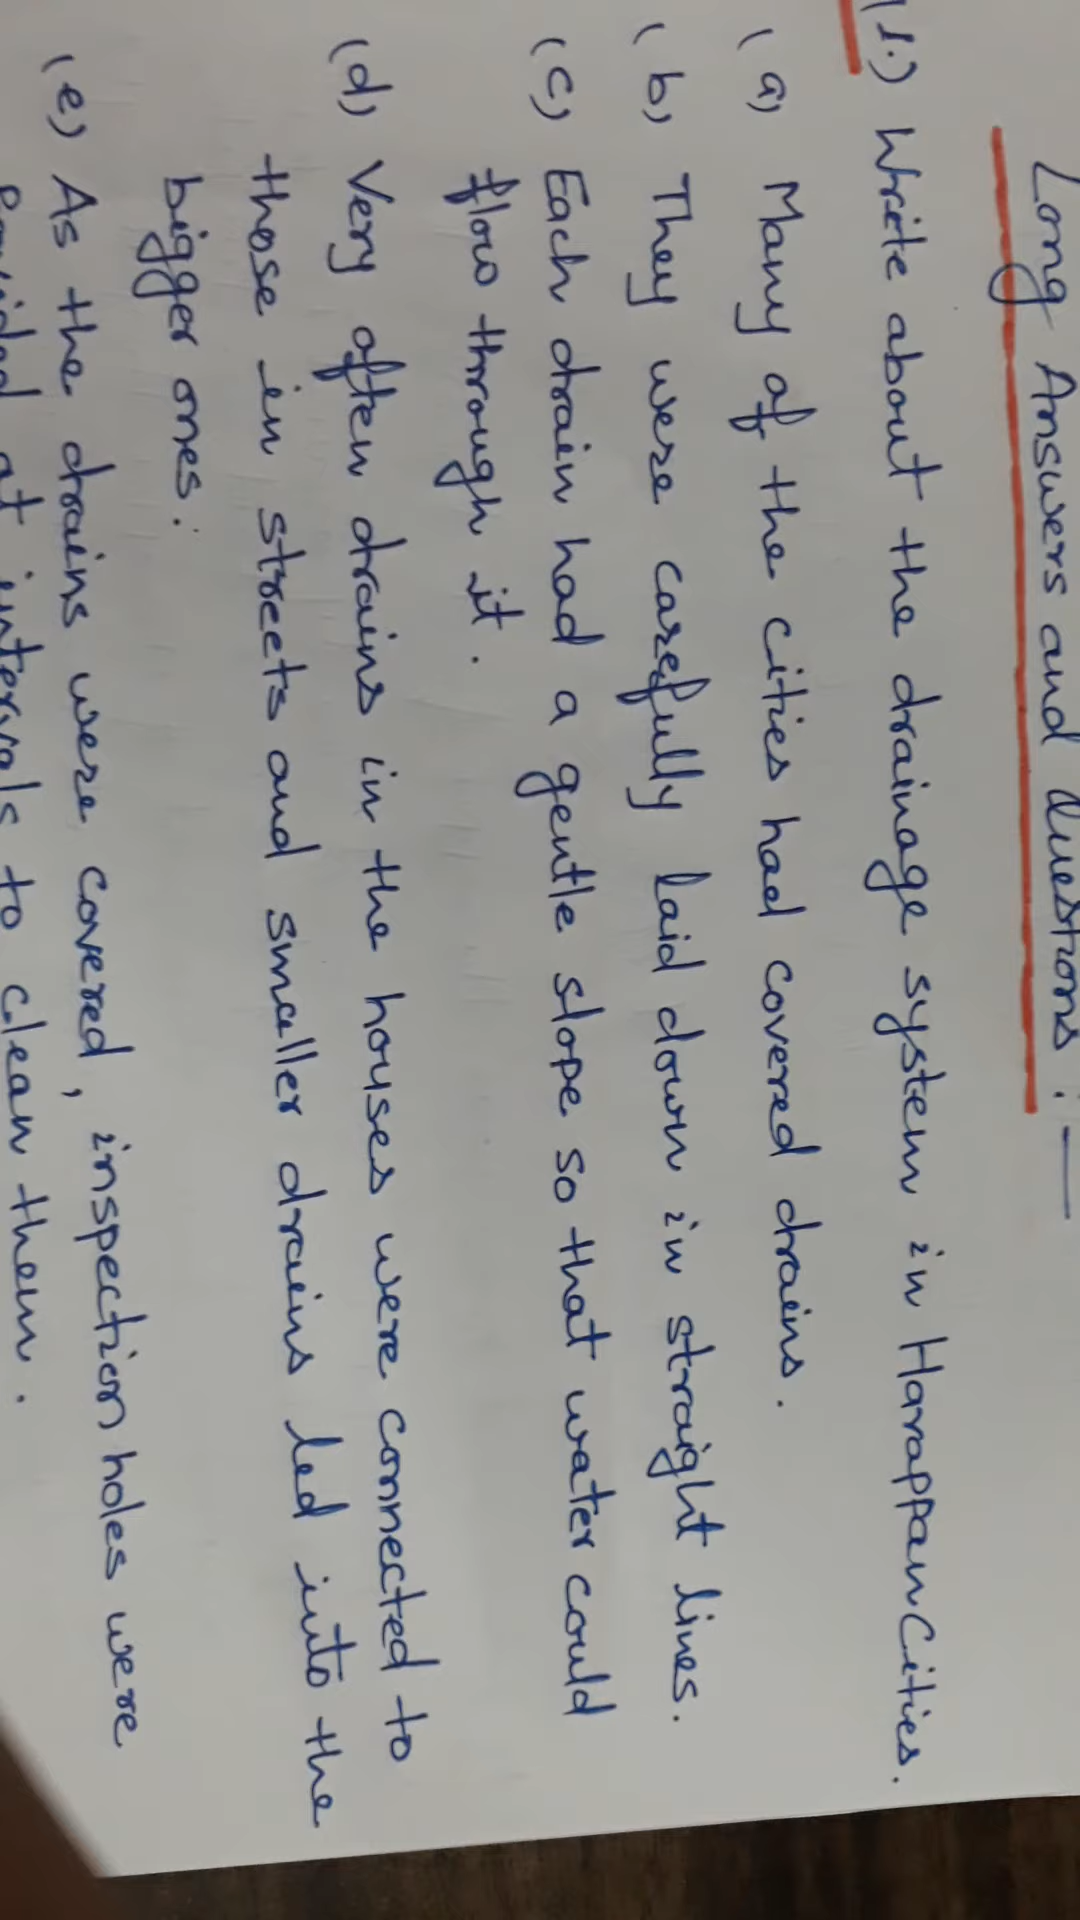 Long Answers and Questions :—
(1.) Write about the drainage system in Harappan Cities.
(a) Many of the cities had covered drains.
(b) They were carefully laid down in straight lines.
(c) Each drain had a gentle slope so that water could
flow through it.
(d) Very often drains in the houses were connected to
those in streets and smaller drains led into the
bigger ones.
(e) As the drains were covered, inspection holes were
Provided at intervals to clean them.